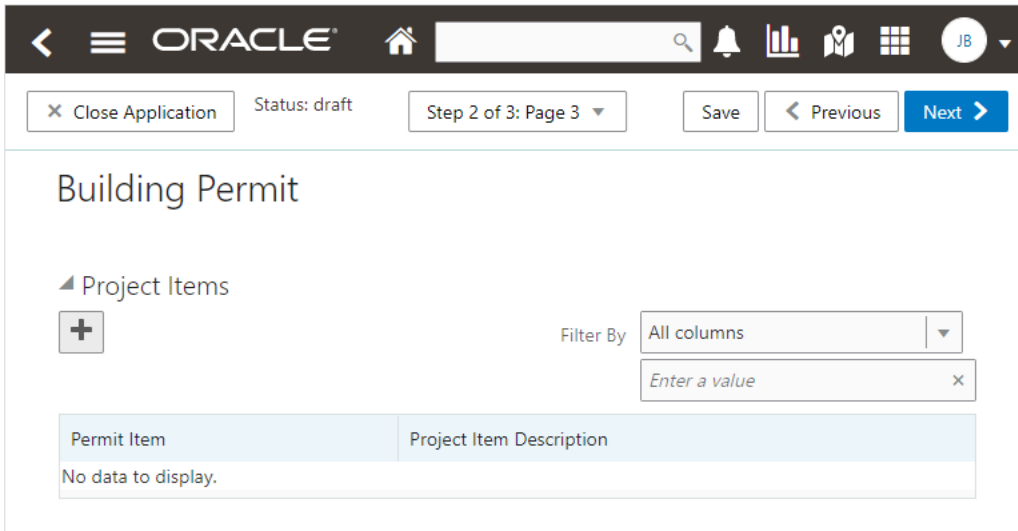 ORACLE
JB
Close Application Status: draft Step 2 of 3: Page 3 Save Previous Next
Building Permit
Project Items
Filter By All columns
Enter a value
Permit Item Project Item Description
No data to display.